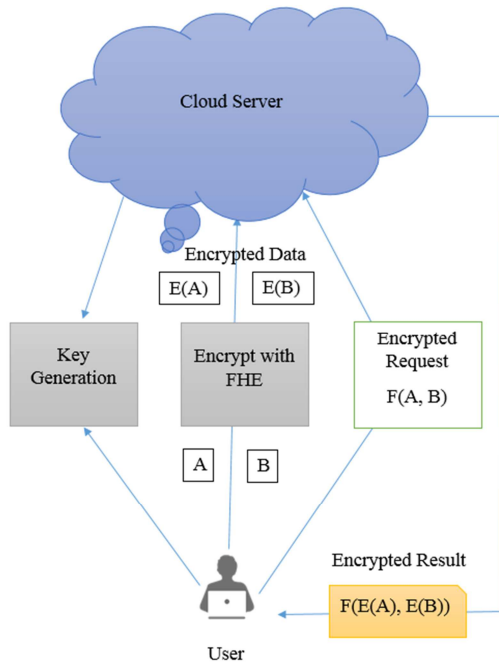 Cloud Server
Encrypted Data
E(A)
E(B)
Key
Generation
Encrypt with
FHE
Encrypted
Request
F(A, B)
A
B
Encrypted Result
F(E(A), E(B))
User